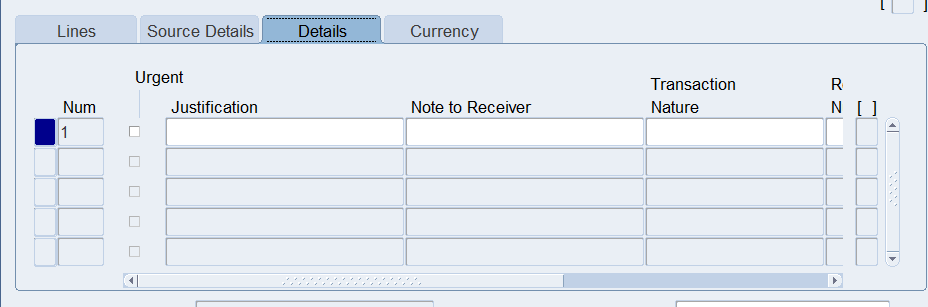 [ ]
Lines Source Details Details Currency
Urgent
Transaction
Num Justification Note to Receiver Nature N [ ]
1